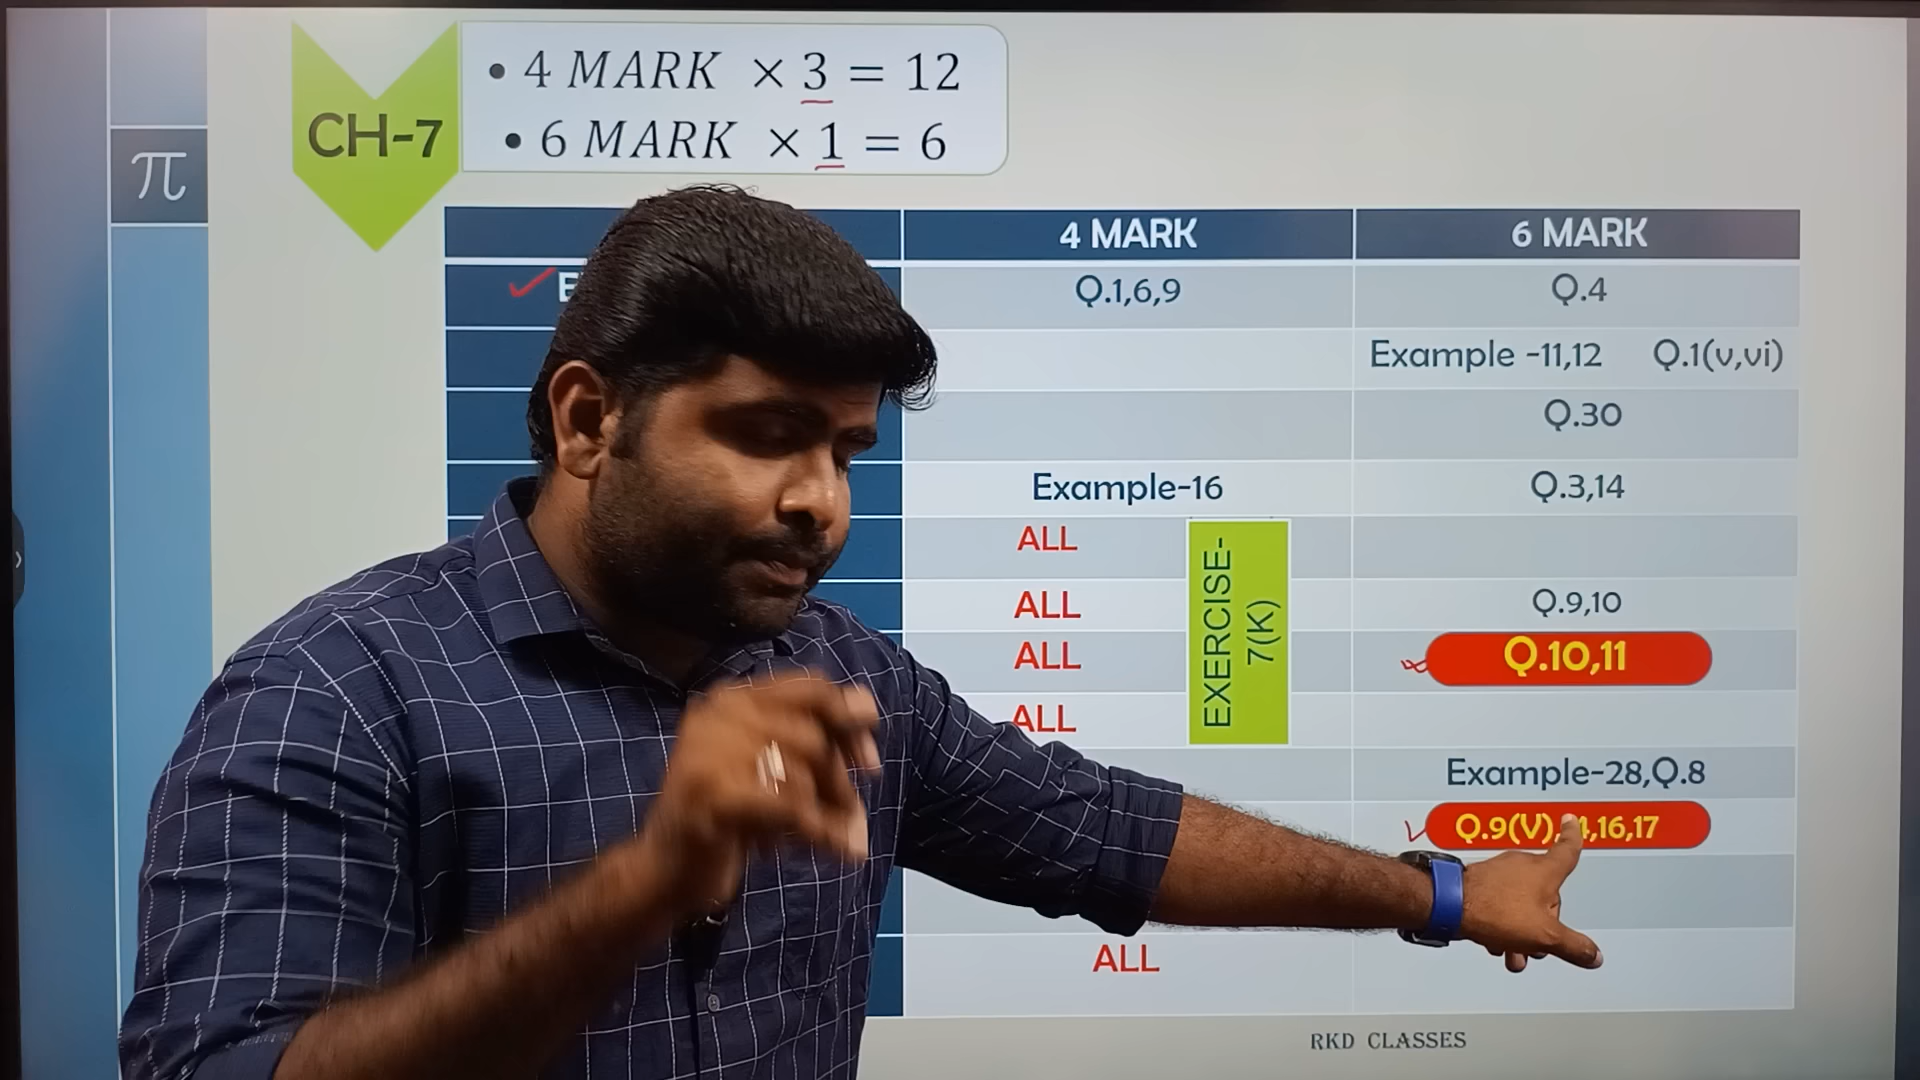 π
CH-7
• 4 MARK × 3 = 12
• 6 MARK × 1 = 6
4 MARK 6 MARK
E Q.1,6,9 Q.4
Example -11,12 Q.1(v,vi)
Q.30
Example-16 Q.3,14
ALL
ALL Q.9,10
ALL Q.10,11
ALL
EXERCISE-
7(K)
Example-28,Q.8
Q.9(V), 4,16,17
ALL
RKD CLASSES